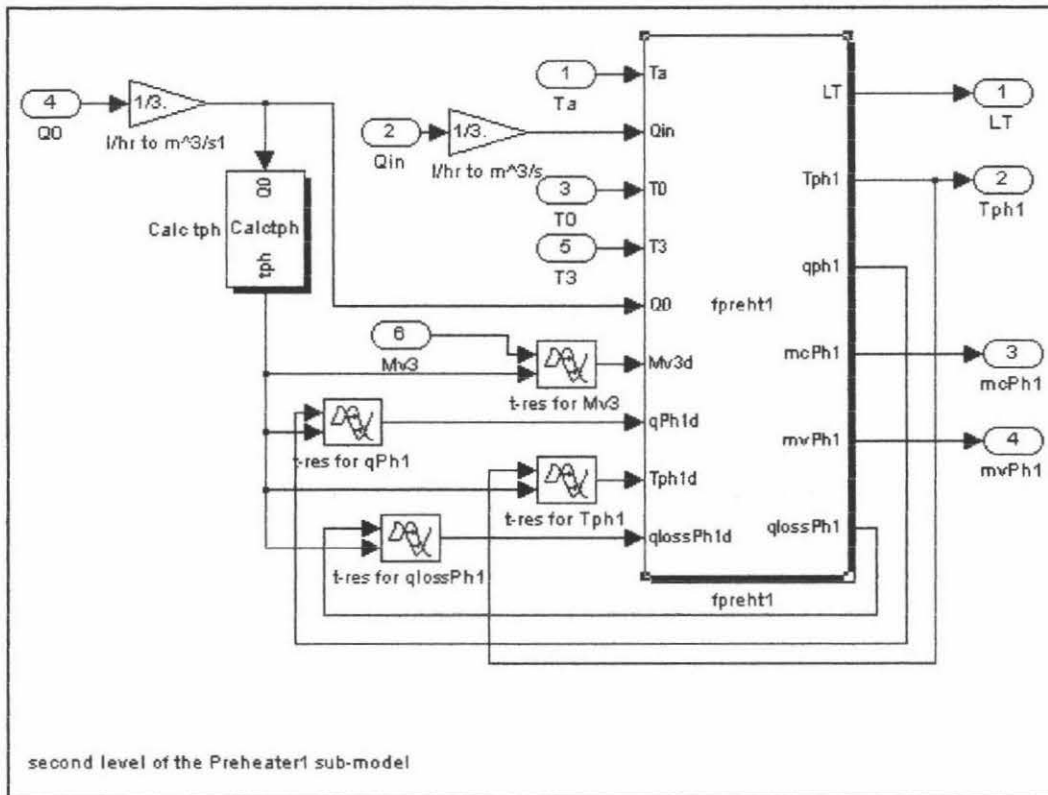 4
Q0
1/3.
l/hr to m^3/s1
Q0
Calc tph
Calctph
tph
1
Ta
2
Qin
1/3.
l/hr to m^3/s
3
T0
5
T3
6
Mv3
t-res for Mv3
t-res for qPh1
t-res for Tph1
t-res for qlossPh1
Ta
Qin
T0
T3
Q0
Mv3d
qPh1d
Tph1d
qlossPh1d
fpreht1
LT
Tph1
qph1
mcPh1
mvPh1
qlossPh1
fpreht1
1
LT
2
Tph1
3
mcPh1
4
mvPh1
second level of the Preheater1 sub-model